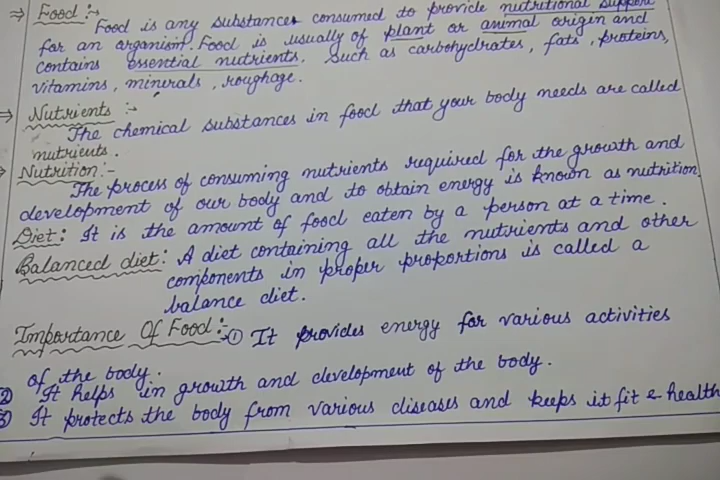 ⇒ Food :-
Food is any substances consumed to provide nutritional support
for an organism. Food is usually of plant or animal origin and
contains essential nutrients. Such as carbohydrates, fats, proteins,
vitamins, minerals, roughage.
⇒ Nutrients :-
The chemical substances in food that your body needs are called
nutrients.
Nutrition :-
The process of consuming nutrients required for the growth and
development of our body and to obtain energy is known as nutrition.
Diet : It is the amount of food eaten by a person at a time.
Balanced diet : A diet containing all the nutrients and other
components in proper proportions is called a
balance diet.
Importance Of Food :- ① It provides energy for various activities
of the body.
② It helps in growth and development of the body.
③ It protects the body from various diseases and keeps it fit & health